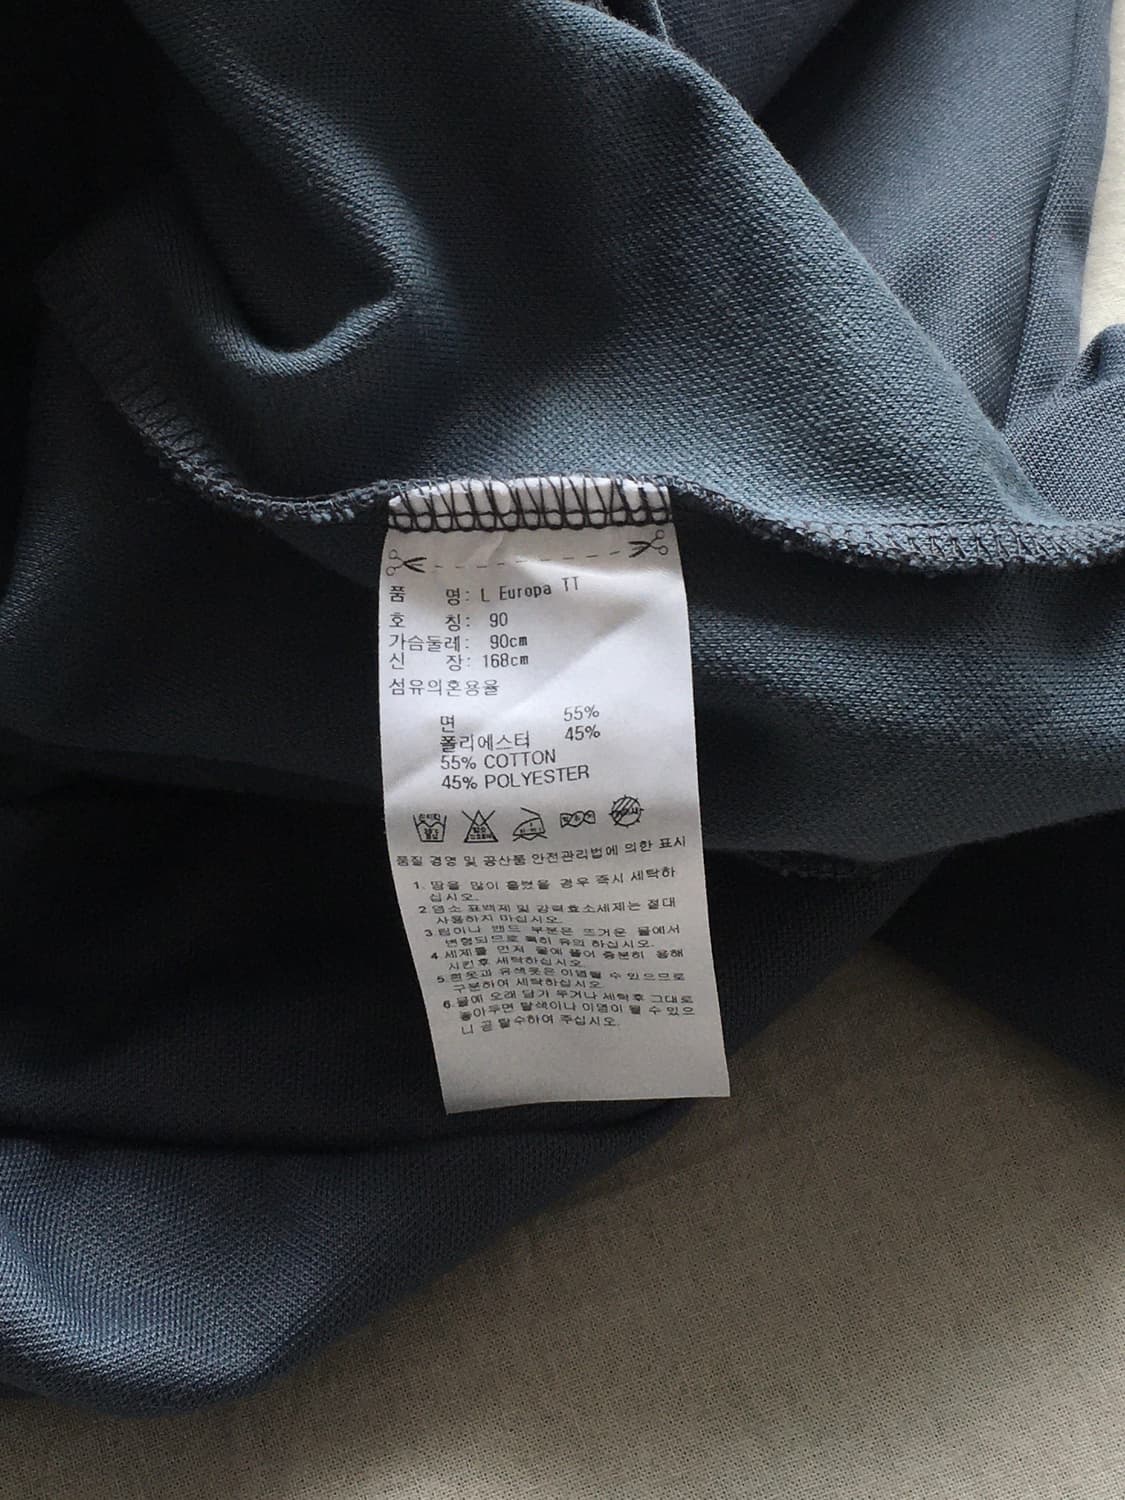 품 명: L Europa TT
호 칭: 90
가슴둘레: 90cm
신 장: 168cm
섬유의혼용율
면 55%
폴리에스터 45%
55% COTTON
45% POLYESTER
품질 경영 및 공산품 안전관리법에 의한 표시
1. 땀을 많이 흘렸을 경우 즉시 세탁하
십시오.
2. 염소 표백제 및 강력효소세제는 절대
사용하지 마십시오.
3. 립이나 밴드 부분은 뜨거운 물에서
변형되므로 특히 유의 하십시오.
4. 세제를 먼저 물에 풀어 충분히 용해
시킨후 세탁하십시오.
5. 흰옷과 유색옷은 이염될 수 있으므로
구분하여 세탁하십시오.
6. 물에 오래 담가 두거나 세탁후 그대로
놓아두면 탈색이나 이염이 될 수 있으
니 곧 탈수하여 주십시오.